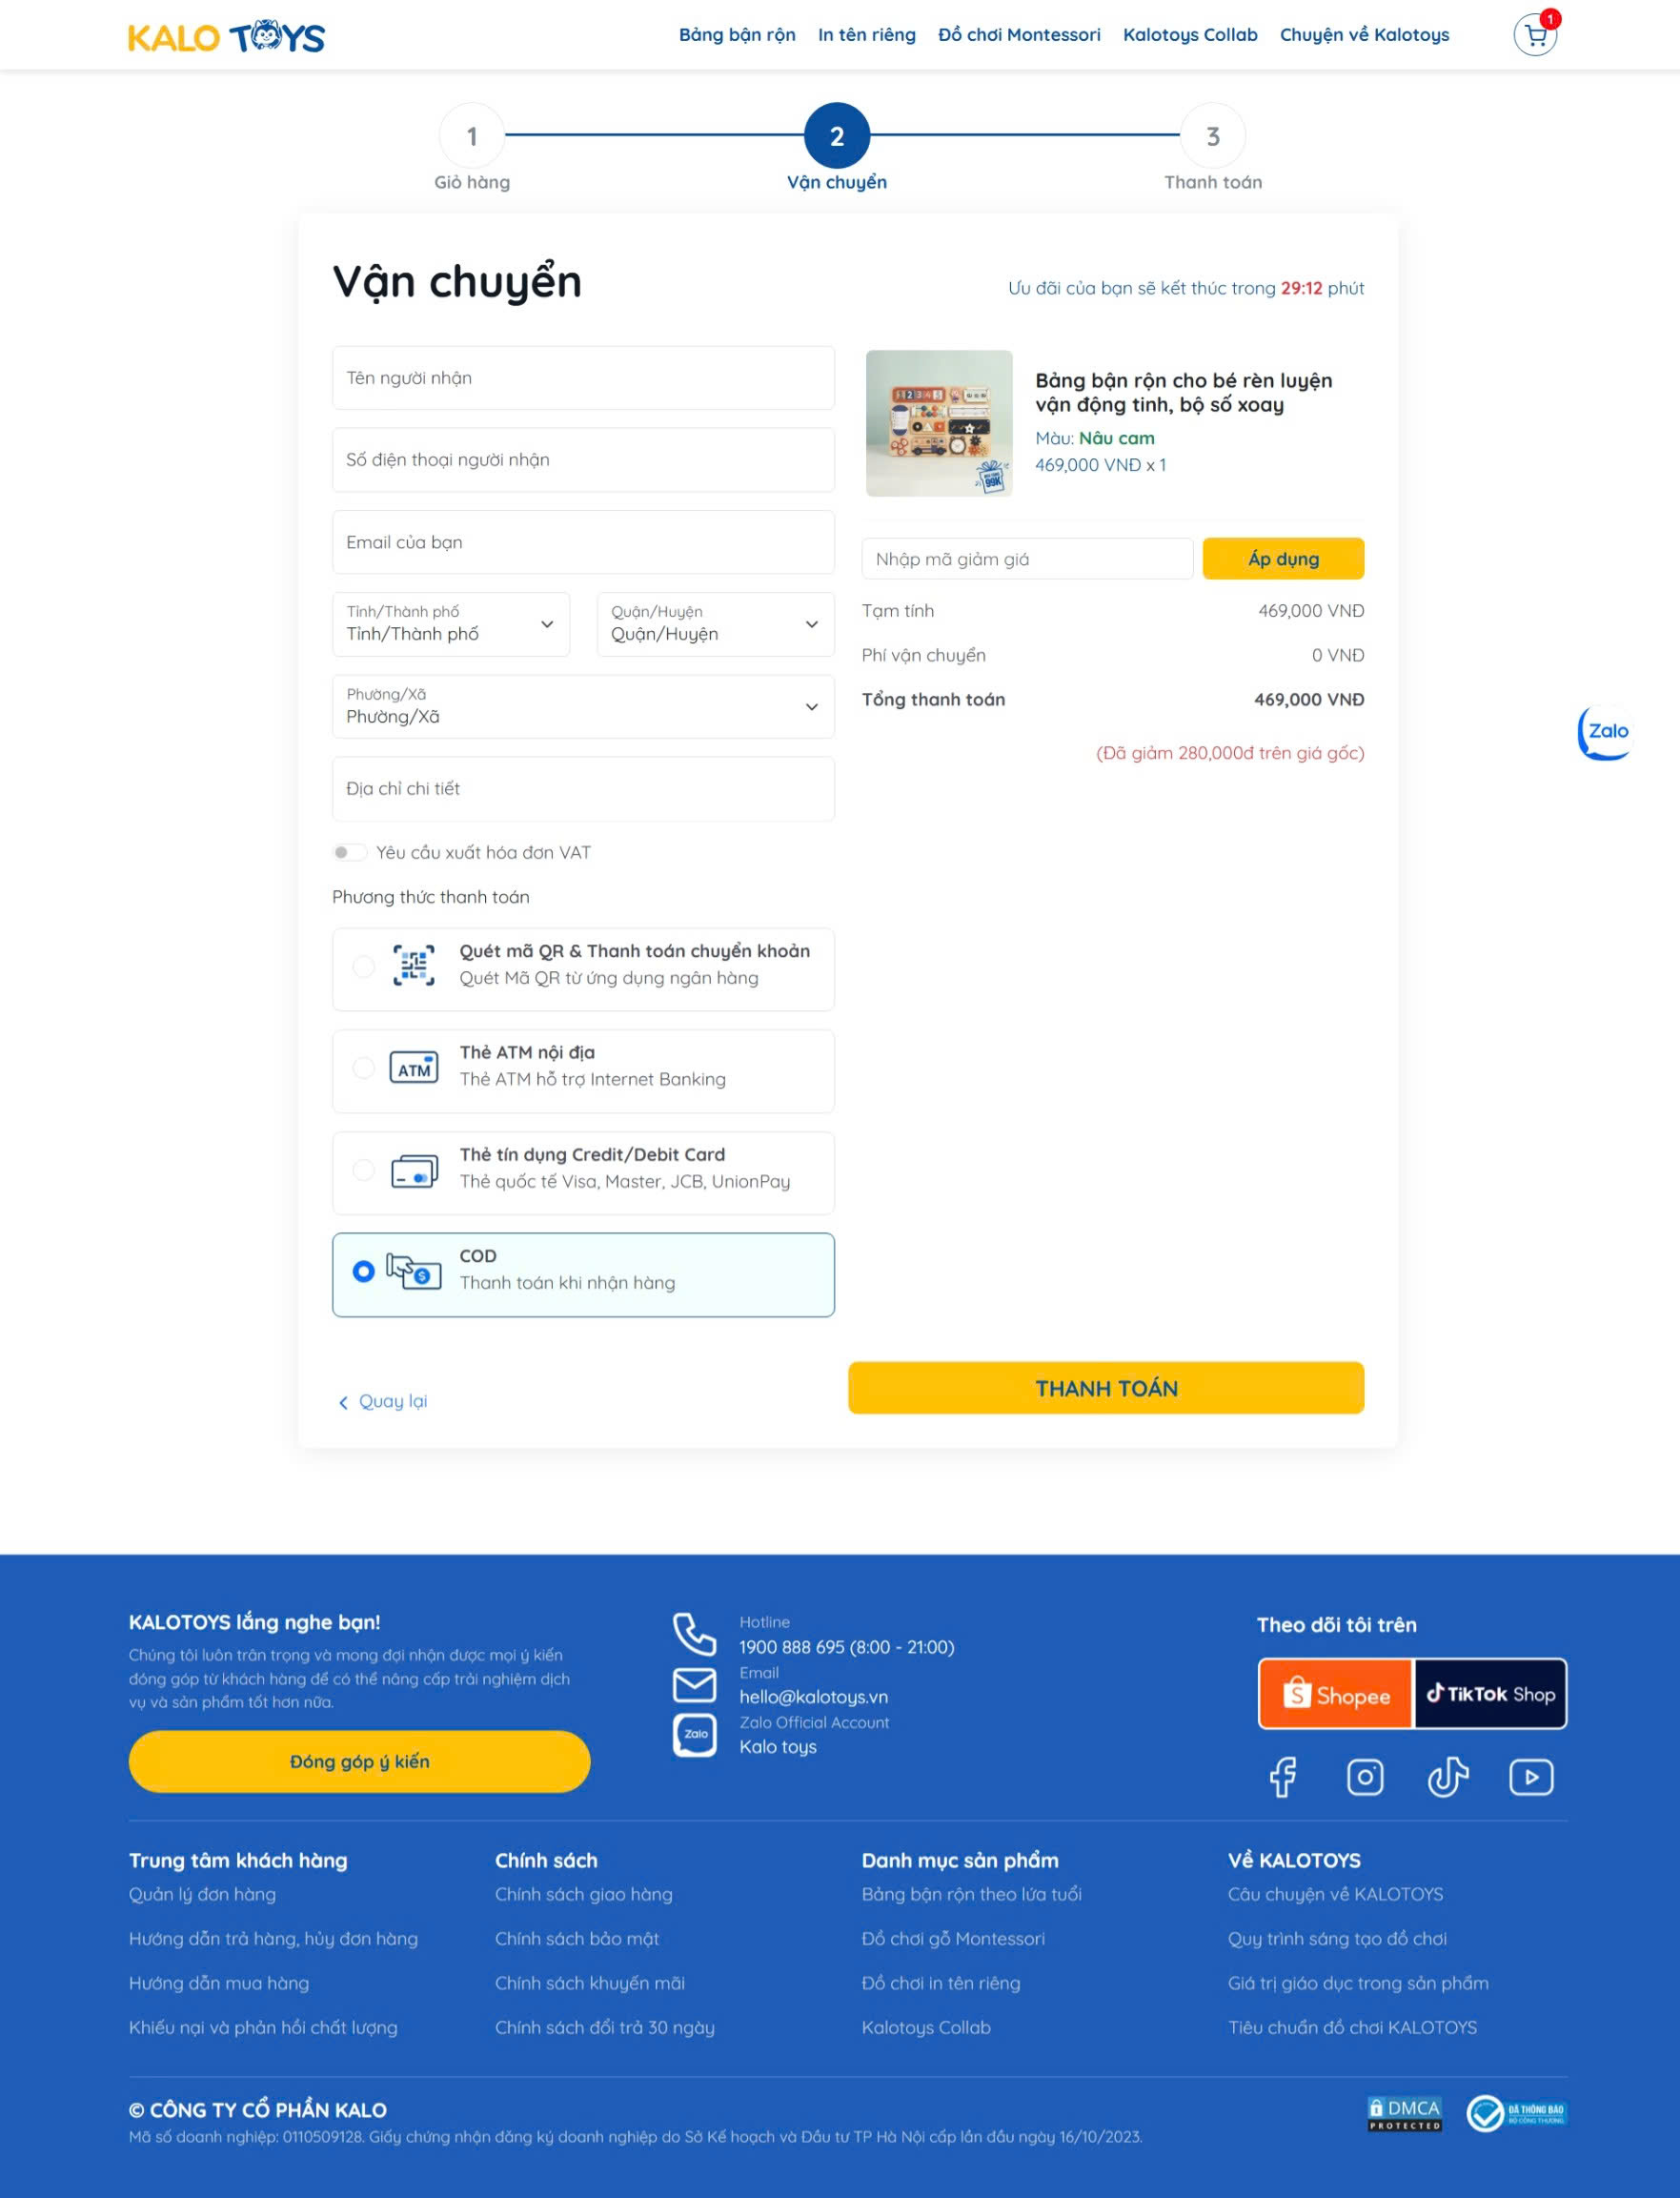 KALO TOYS
Bảng bận rộn
In tên riêng
Đồ chơi Montessori
Kalotoys Collab
Chuyện về Kalotoys
1
1
2
3
Giỏ hàng
Vận chuyển
Thanh toán
Vận chuyển
Ưu đãi của bạn sẽ kết thúc trong 29:12 phút
Tên người nhận
Số điện thoại người nhận
Email của bạn
Tỉnh/Thành phố
Tỉnh/Thành phố
Quận/Huyện
Quận/Huyện
Phường/Xã
Phường/Xã
Địa chỉ chi tiết
Yêu cầu xuất hóa đơn VAT
Phương thức thanh toán
Quét mã QR & Thanh toán chuyển khoản
Quét Mã QR từ ứng dụng ngân hàng
ATM
Thẻ ATM nội địa
Thẻ ATM hỗ trợ Internet Banking
Thẻ tín dụng Credit/Debit Card
Thẻ quốc tế Visa, Master, JCB, UnionPay
COD
Thanh toán khi nhận hàng
Quay lại
99K
Bảng bận rộn cho bé rèn luyện
vận động tinh, bộ số xoay
Màu: Nâu cam
469,000 VNĐ x 1
Nhập mã giảm giá
Áp dụng
Tạm tính
469,000 VNĐ
Phí vận chuyển
0 VNĐ
Tổng thanh toán
469,000 VNĐ
(Đã giảm 280,000đ trên giá gốc)
THANH TOÁN
Zalo
KALOTOYS lắng nghe bạn!
Chúng tôi luôn trân trọng và mong đợi nhận được mọi ý kiến
đóng góp từ khách hàng để có thể nâng cấp trải nghiệm dịch
vụ và sản phẩm tốt hơn nữa.
Đóng góp ý kiến
Hotline
1900 888 695 (8:00 - 21:00)
Email
hello@kalotoys.vn
Zalo
Zalo Official Account
Kalo toys
Theo dõi tôi trên
Shopee
TikTok Shop
Trung tâm khách hàng
Quản lý đơn hàng
Hướng dẫn trả hàng, hủy đơn hàng
Hướng dẫn mua hàng
Khiếu nại và phản hồi chất lượng
Chính sách
Chính sách giao hàng
Chính sách bảo mật
Chính sách khuyến mãi
Chính sách đổi trả 30 ngày
Danh mục sản phẩm
Bảng bận rộn theo lứa tuổi
Đồ chơi gỗ Montessori
Đồ chơi in tên riêng
Kalotoys Collab
Về KALOTOYS
Câu chuyện về KALOTOYS
Quy trình sáng tạo đồ chơi
Giá trị giáo dục trong sản phẩm
Tiêu chuẩn đồ chơi KALOTOYS
© CÔNG TY CỔ PHẦN KALO
Mã số doanh nghiệp: 0110509128. Giấy chứng nhận đăng ký doanh nghiệp do Sở Kế hoạch và Đầu tư TP Hà Nội cấp lần đầu ngày 16/10/2023.
DMCA
PROTECTED
ĐÃ THÔNG BÁO
BỘ CÔNG THƯƠNG